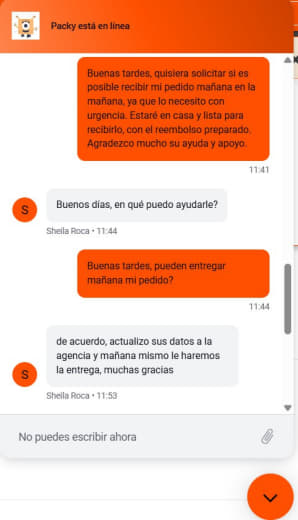 Packy está en línea
Buenas tardes, quisiera solicitar si es
posible recibir mi pedido mañana en la
mañana, ya que lo necesito con
urgencia. Estaré en casa y lista para
recibirlo, con el reembolso preparado.
Agradezco mucho su ayuda y apoyo.
11:41
S
Buenos días, en qué puedo ayudarle?
Sheila Roca • 11:44
Buenas tardes, pueden entregar
mañana mi pedido?
11:44
de acuerdo, actualizo sus datos a la
agencia y mañana mismo le haremos
la entrega, muchas gracias
S
Sheila Roca • 11:53
No puedes escribir ahora